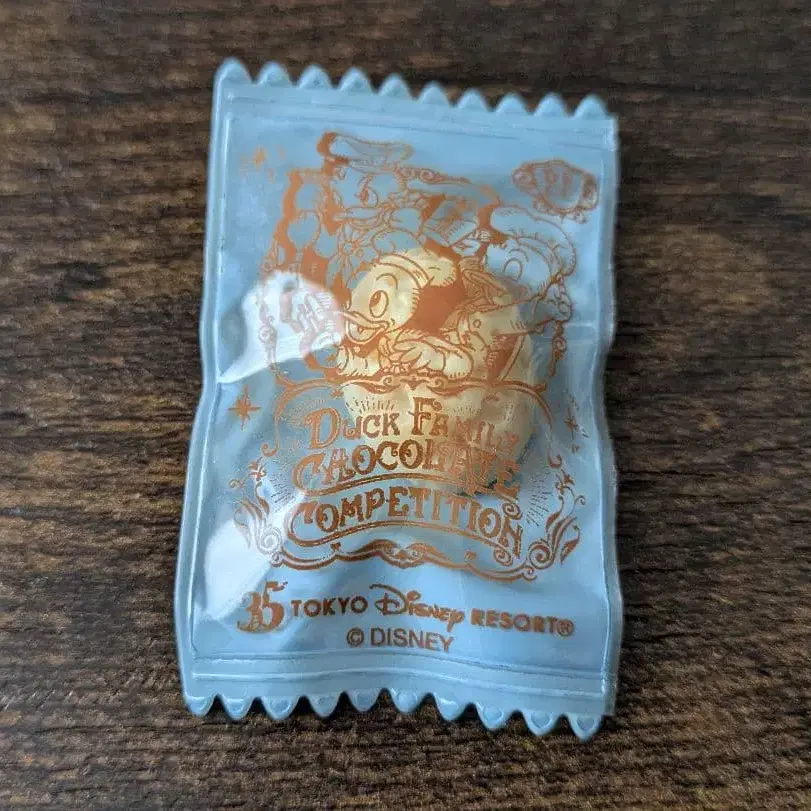 DUCK FAMILY
CHOCOLATE
COMPETITION
35 TOKYO Disney RESORT®
© DISNEY